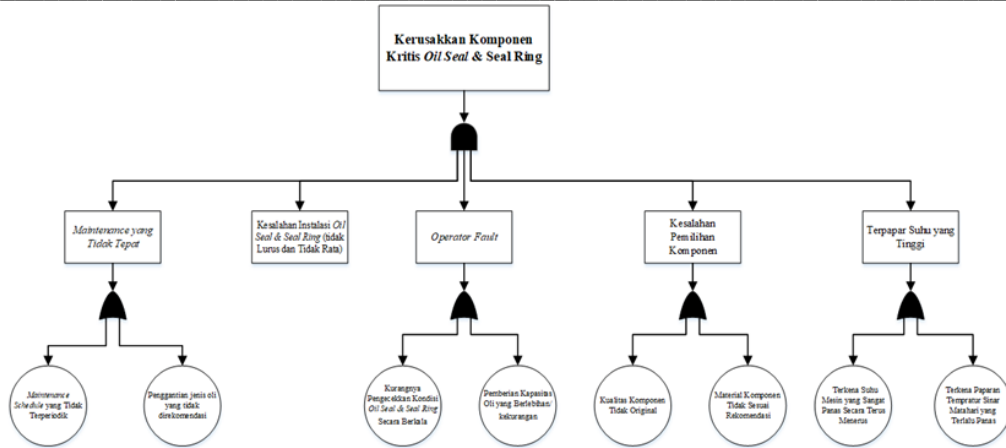 Kerusakkan Komponen
Kritis Oil Seal & Seal Ring
Maintenance yang
Tidak Tepat
Kesalahan Instalasi Oil
Seal & Seal Ring (tidak
Lurus dan Tidak Rata)
Operator Fault
Kesalahan
Pemilihan
Komponen
Terpapar Suhu yang
Tinggi
Maintenance
Schedule yang Tidak
Terperiodik
Penggantian jenis oli
yang tidak
direkomendasi
Kurangnya
Pengecekkan Kondisi
Oil Seal & Seal Ring
Secara Berkala
Pemberian Kapasitas
Oli yang Berlebihan/
kekurangan
Kualitas Komponen
Tidak Original
Material Komponen
Tidak Sesuai
Rekomendasi
Terkena Suhu
Mesin yang Sangat
Panas Secara Terus
Menerus
Terkena Paparan
Tempratur Sinar
Matahari yang
Terlalu Panas